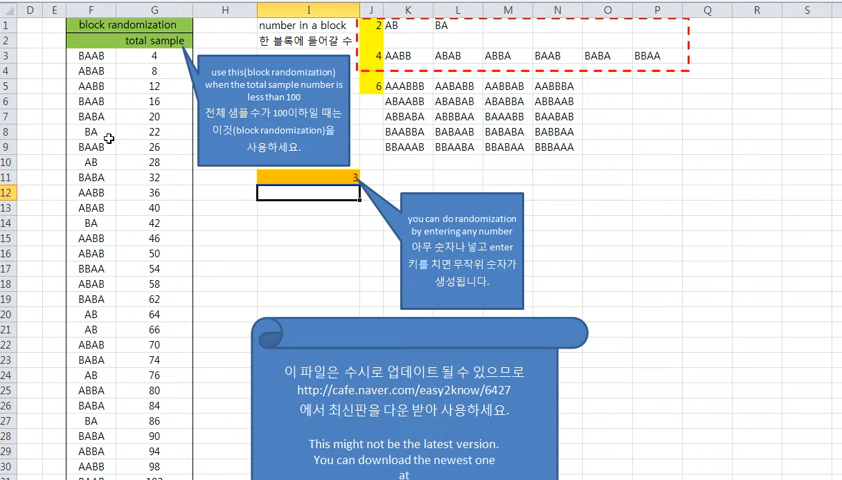 D E F G H I J K L M N O P Q R S
1 block randomization number in a block 2 AB BA
2 total sample 한 블록에 들어갈 수
3 BAAB 4 4 AABB ABAB ABBA BAAB BABA BBAA
4 ABAB 8
5 AABB 12 6 AAABBB AABABB AABBAB AABBBA
6 BAAB 16 ABAABB ABABAB ABABBA ABBAAB
7 BABA 20 ABBABA ABBBAA BAAABB BAABAB
8 BA 22 BAABBA BABAAB BABABA BABBAA
9 BAAB 26 BBAAAB BBAABA BBABAA BBBAAA
10 AB 28
11 BABA 32 3
12 AABB 36
13 ABAB 40
14 BA 42
15 AABB 46
16 ABAB 50
17 BBAA 54
18 ABAB 58
19 BABA 62
20 AB 64
21 AB 66
22 ABAB 70
23 BABA 74
24 AB 76
25 ABBA 80
26 BABA 84
27 BA 86
28 BABA 90
29 ABBA 94
30 AABB 98
31 BAAB 102
use this(block randomization)
when the total sample number is
less than 100
전체 샘플 수가 100이하일 때는
이것(block randomization)을
사용하세요.
you can do randomization
by entering any number
아무 숫자나 넣고 enter
키를 치면 무작위 숫자가
생성됩니다.
이 파일은 수시로 업데이트 될 수 있으므로
http://cafe.naver.com/easy2know/6427
에서 최신판을 다운 받아 사용하세요.
This might not be the latest version.
You can download the newest one
at